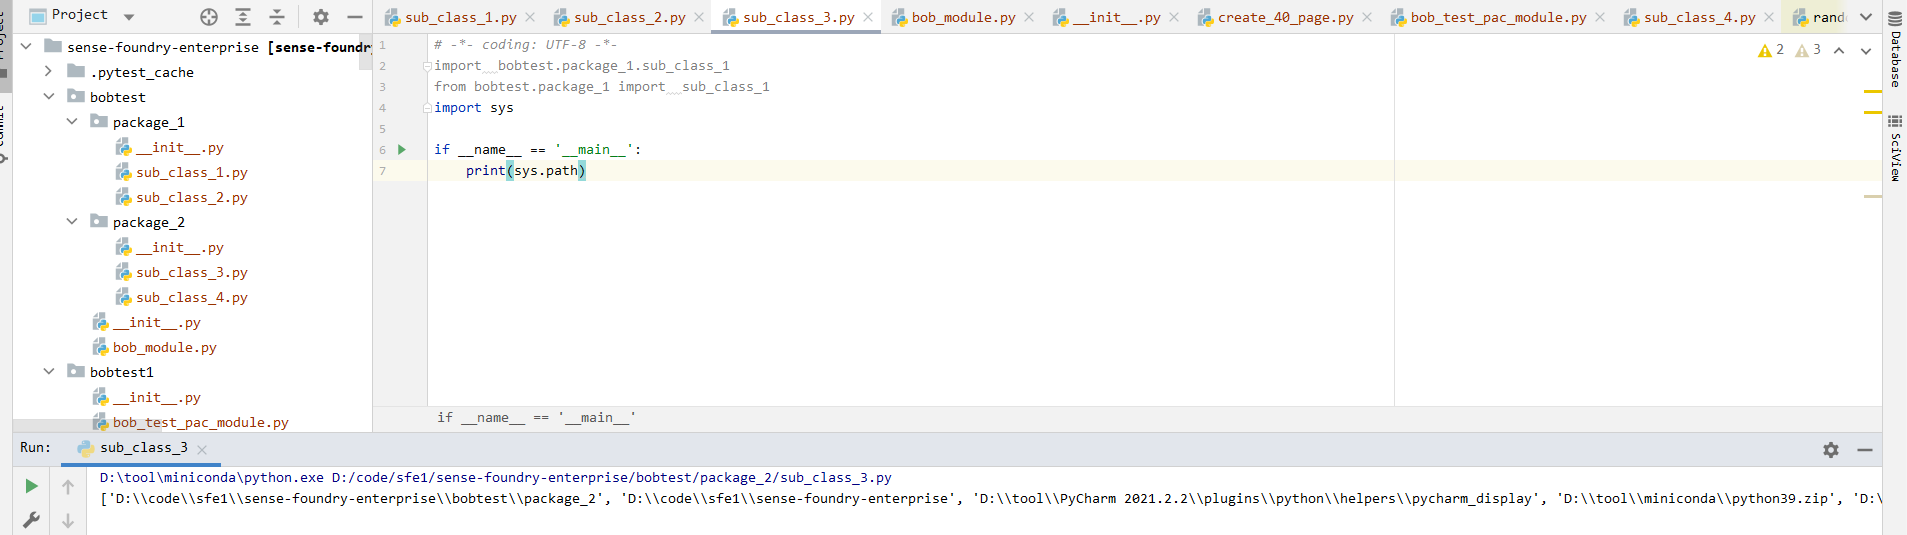 Project
sub_class_1.py
sub_class_2.py
sub_class_3.py
bob_module.py
__init__.py
create_40_page.py
bob_test_pac_module.py
sub_class_4.py
rand
sense-foundry-enterprise [sense-foundry
.pytest_cache
bobtest
package_1
__init__.py
sub_class_1.py
sub_class_2.py
package_2
__init__.py
sub_class_3.py
sub_class_4.py
__init__.py
bob_module.py
bobtest1
__init__.py
bob_test_pac_module.py
1 # -*- coding: UTF-8 -*-
2 import  bobtest.package_1.sub_class_1
3 from bobtest.package_1 import  sub_class_1
4 import sys
5
6 if __name__ == '__main__':
7 print(sys.path)
2 3
if __name__ == '__main__'
Database
SciView
Run: sub_class_3
D:\tool\miniconda\python.exe D:/code/sfe1/sense-foundry-enterprise/bobtest/package_2/sub_class_3.py
['D:\\code\\sfe1\\sense-foundry-enterprise\\bobtest\\package_2', 'D:\\code\\sfe1\\sense-foundry-enterprise', 'D:\\tool\\PyCharm 2021.2.2\\plugins\\python\\helpers\\pycharm_display', 'D:\\tool\\miniconda\\python39.zip', 'D:\